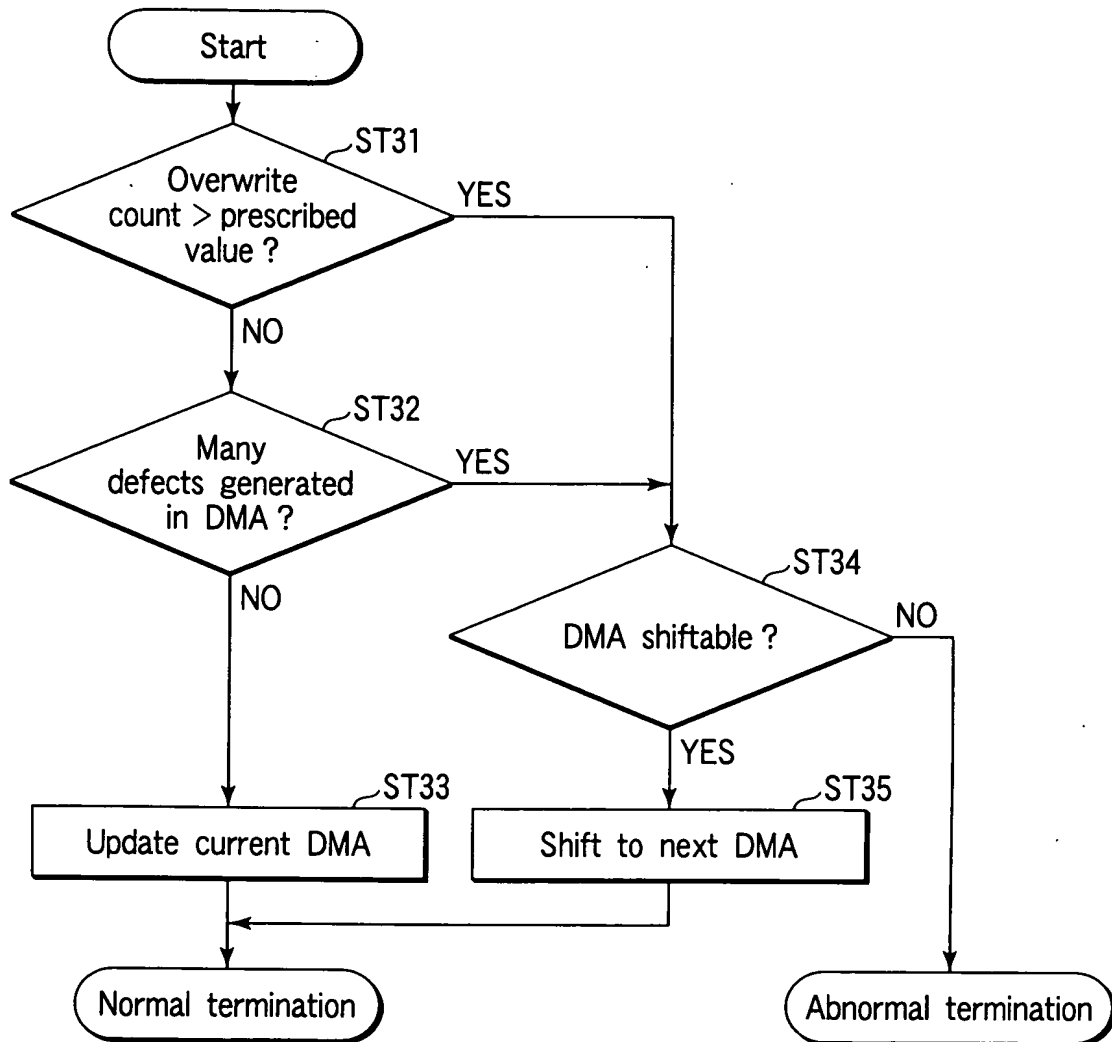 Start
ST31
Overwrite
count > prescribed
value ?
YES
NO
ST32
Many
defects generated
in DMA ?
YES
NO
ST34
DMA shiftable ?
NO
YES
ST33
Update current DMA
ST35
Shift to next DMA
Normal termination
Abnormal termination